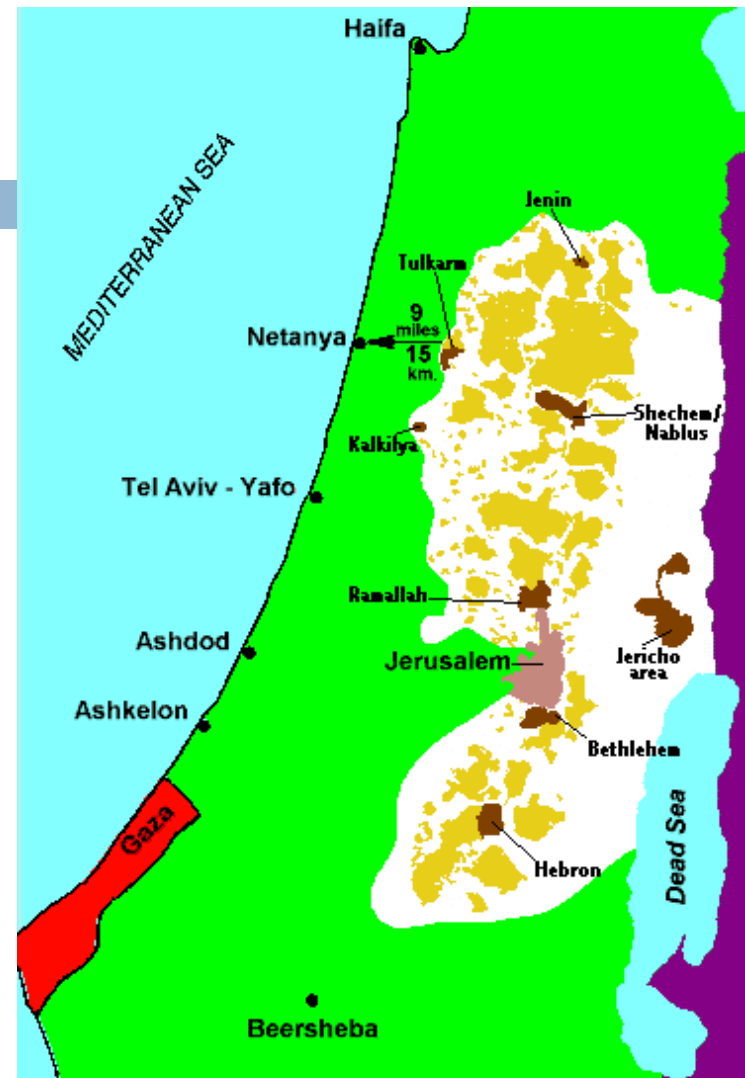 Haifa
MEDITERRANEAN SEA
Jenin
Tulkarm
9
miles
Netanya
15
km.
Shechem/
Nablus
Kalkilya
Tel Aviv - Yafo
Ramallah
Ashdod
Jerusalem
Jericho
area
Ashkelon
Bethlehem
Gaza
Dead Sea
Hebron
Beersheba